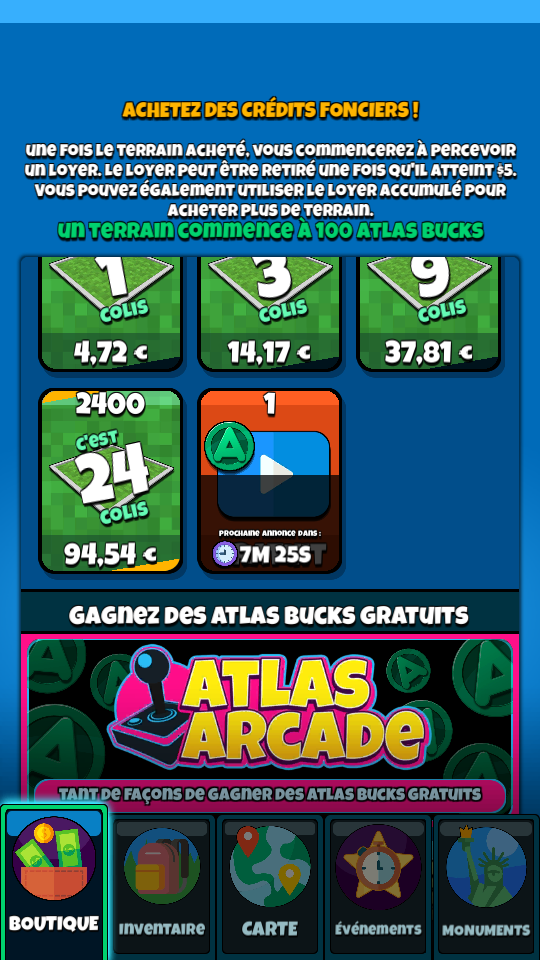 ACHETEZ DES CRÉDITS FONCIERS !
une fois le terrain acheté, vous commencerez à percevoir
un loyer. Le loyer peut être retiré une fois qu'il atteint $5.
Vous pouvez également utiliser le loyer accumulé pour
acheter plus de terrain.
un terrain commence à 100 Atlas Bucks
1 3 9
COLIS COLIS COLIS
4,72 € 14,17 € 37,81 €
2400 1
C'EST
24
COLIS
PROCHAINE ANNONCE DANS :
94,54 € 7M 25S
GAGNEZ DES ATLAS BUCKS GRATUITS
ATLAS
ARCADE
TANT DE FAÇONS DE GAGNER DES ATLAS BUCKS GRATUITS
BOUTIQUE INVENTAIRE CARTE ÉVÉNEMENTS MONUMENTS